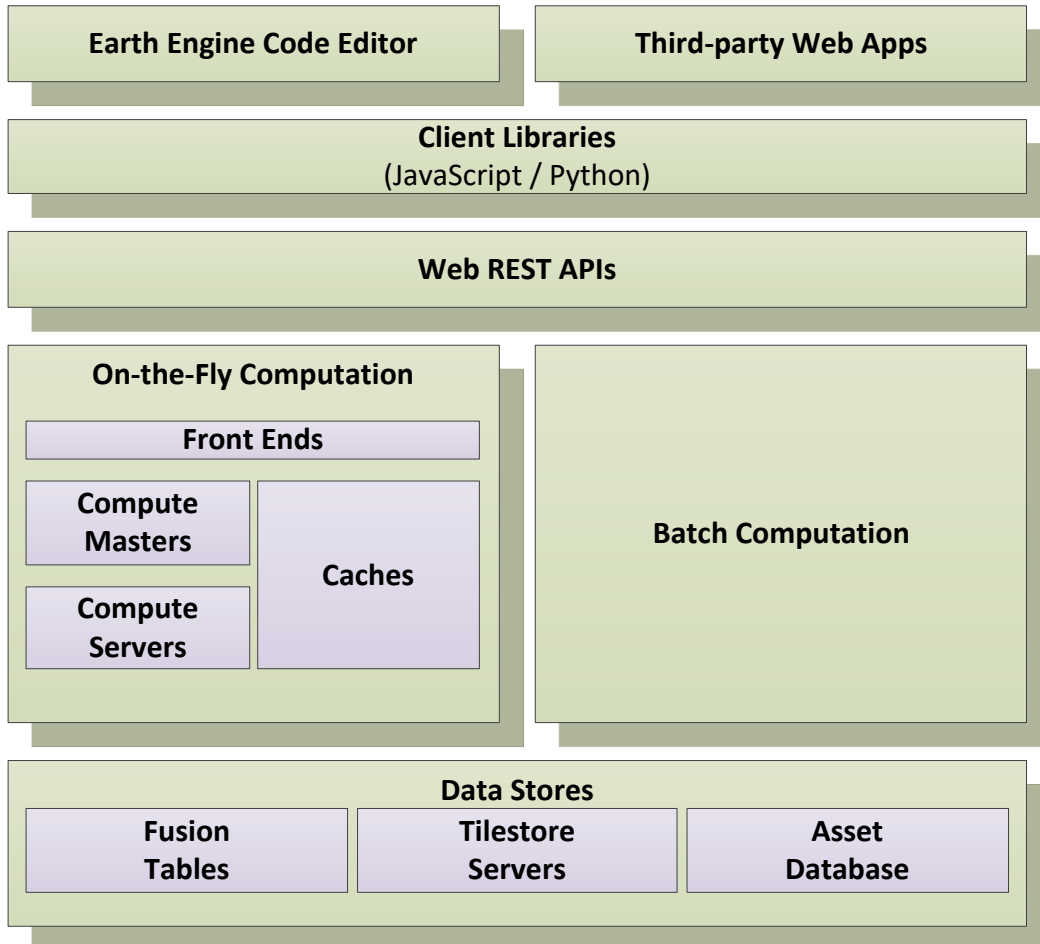 Earth Engine Code Editor
Third-party Web Apps
Client Libraries
(JavaScript / Python)
Web REST APIs
On-the-Fly Computation
Front Ends
Compute
Masters
Caches
Compute
Servers
Batch Computation
Data Stores
Fusion
Tables
Tilestore
Servers
Asset
Database